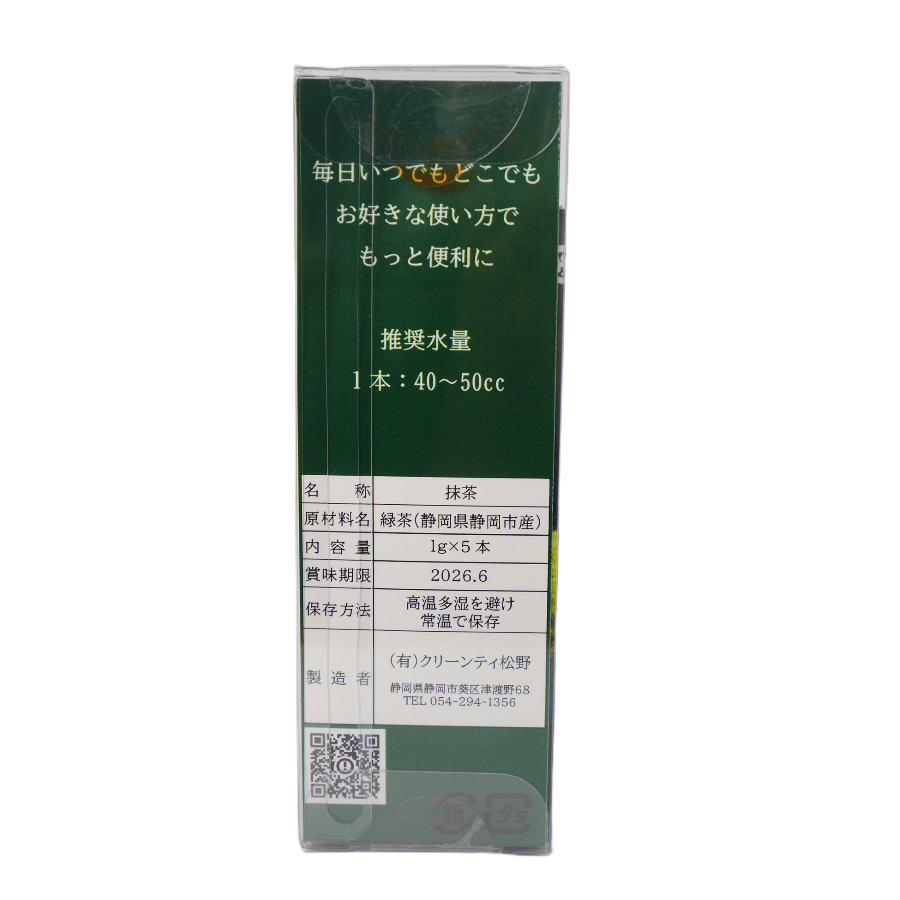 毎日いつでもどこでも
お好きな使い方で
もっと便利に
推奨水量
1本：40～50cc
名 称 抹茶
原材料名 緑茶(静岡県静岡市産)
内容量 1g×5本
賞味期限 2026.6
保存方法 高温多湿を避け
常温で保存
製造者 (有)クリーンティ松野
静岡県静岡市葵区津渡野68
TEL 054-294-1356
紙 プラ